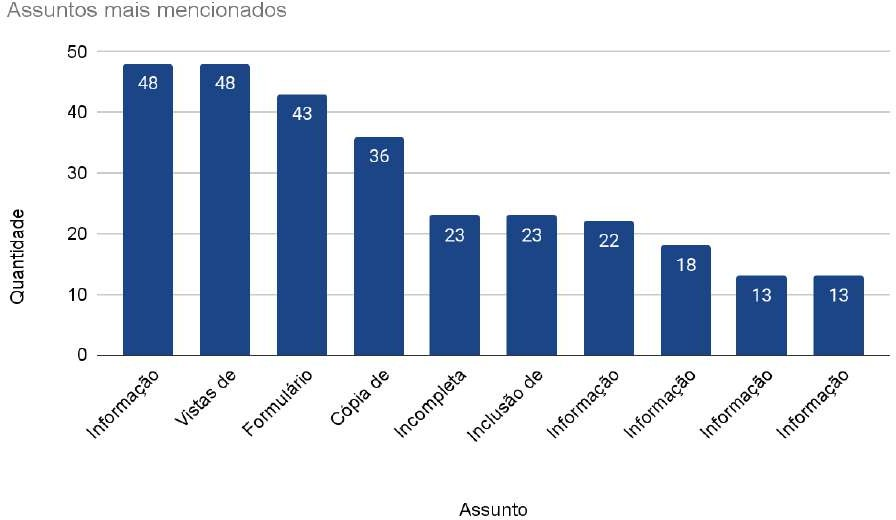 Assuntos mais mencionados
50
40
30
20
10
0
Quantidade
48
48
43
36
23
23
22
18
13
13
Informação
Vistas de
Formulário
Cópia de
Incompleta
Inclusão de
Informação
Informação
Informação
Informação
Assunto